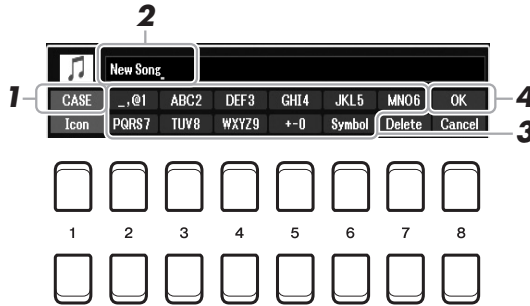 2
New Song_
1 CASE _,@1 ABC2 DEF3 GHI4 JKL5 MNO6 OK 4
Icon PQRS7 TUV8 WXYZ9 +-0 Symbol Delete Cancel 3
1 2 3 4 5 6 7 8